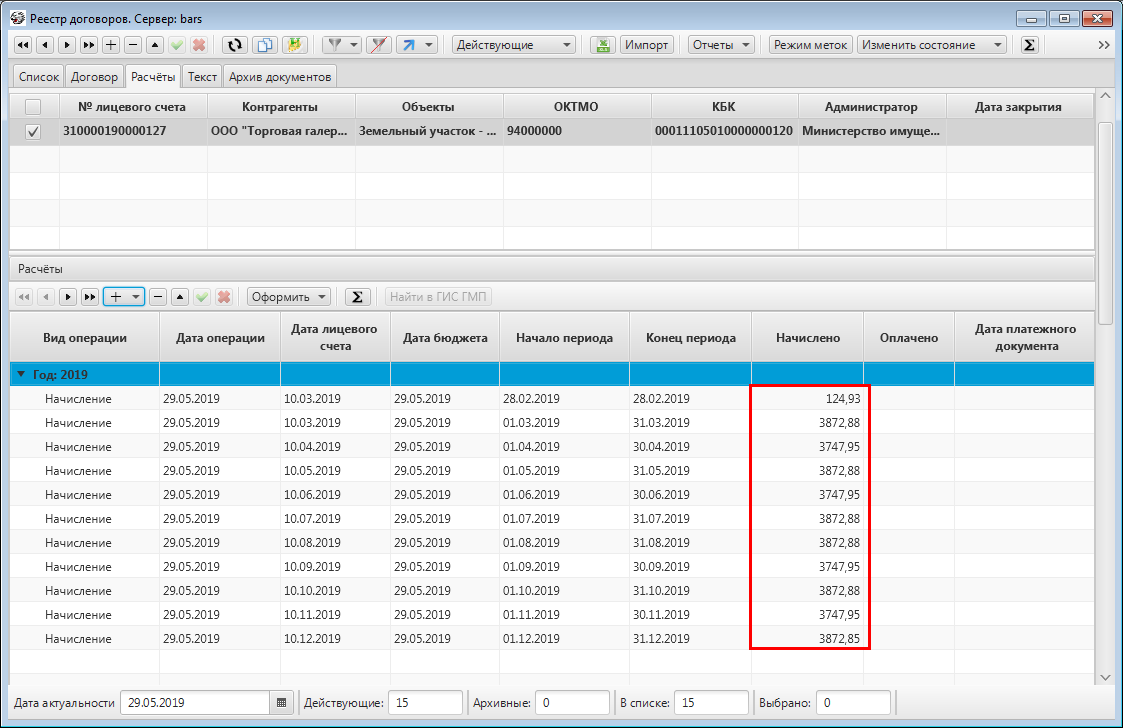 Реестр договоров. Сервер: bars
Действующие Импорт Отчеты Режим меток Изменить состояние Σ
Список Договор Расчёты Текст Архив документов
№ лицевого счета Контрагенты Объекты ОКТМО КБК Администратор Дата закрытия
310000190000127 ООО "Торговая галер... Земельный участок - ... 94000000 00011105010000000120 Министерство имуще...
Расчёты
Оформить Σ Найти в ГИС ГМП
Вид операции Дата операции Дата лицевого счета Дата бюджета Начало периода Конец периода Начислено Оплачено Дата платежного документа
Год: 2019
Начисление 29.05.2019 10.03.2019 29.05.2019 28.02.2019 28.02.2019 124,93
Начисление 29.05.2019 10.03.2019 29.05.2019 01.03.2019 31.03.2019 3872,88
Начисление 29.05.2019 10.04.2019 29.05.2019 01.04.2019 30.04.2019 3747,95
Начисление 29.05.2019 10.05.2019 29.05.2019 01.05.2019 31.05.2019 3872,88
Начисление 29.05.2019 10.06.2019 29.05.2019 01.06.2019 30.06.2019 3747,95
Начисление 29.05.2019 10.07.2019 29.05.2019 01.07.2019 31.07.2019 3872,88
Начисление 29.05.2019 10.08.2019 29.05.2019 01.08.2019 31.08.2019 3872,88
Начисление 29.05.2019 10.09.2019 29.05.2019 01.09.2019 30.09.2019 3747,95
Начисление 29.05.2019 10.10.2019 29.05.2019 01.10.2019 31.10.2019 3872,88
Начисление 29.05.2019 10.11.2019 29.05.2019 01.11.2019 30.11.2019 3747,95
Начисление 29.05.2019 10.12.2019 29.05.2019 01.12.2019 31.12.2019 3872,85
Дата актуальности 29.05.2019 Действующие: 15 Архивные: 0 В списке: 15 Выбрано: 0